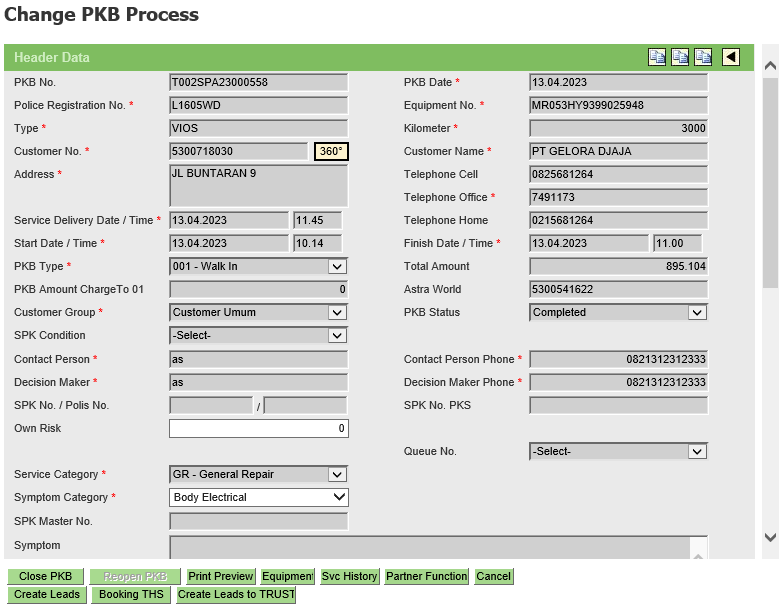 Change PKB Process
Header Data
PKB No. T002SPA23000558 PKB Date * 13.04.2023
Police Registration No. * L1605WD Equipment No. * MR053HY9399025948
Type * VIOS Kilometer * 3000
Customer No. * 5300718030 360° Customer Name * PT GELORA DJAJA
Address * JL BUNTARAN 9 Telephone Cell 0825681264
Telephone Office * 7491173
Service Delivery Date / Time * 13.04.2023 11.45 Telephone Home 0215681264
Start Date / Time * 13.04.2023 10.14 Finish Date / Time * 13.04.2023 11.00
PKB Type * 001 - Walk In Total Amount 895.104
PKB Amount ChargeTo 01 0 Astra World 5300541622
Customer Group * Customer Umum PKB Status Completed
SPK Condition -Select-
Contact Person * as Contact Person Phone * 0821312312333
Decision Maker * as Decision Maker Phone * 0821312312333
SPK No. / Polis No. / SPK No. PKS
Own Risk 0
Queue No. -Select-
Service Category * GR - General Repair
Symptom Category * Body Electrical
SPK Master No.
Symptom
Close PKB Reopen PKB Print Preview Equipment Svc History Partner Function Cancel
Create Leads Booking THS Create Leads to TRUST